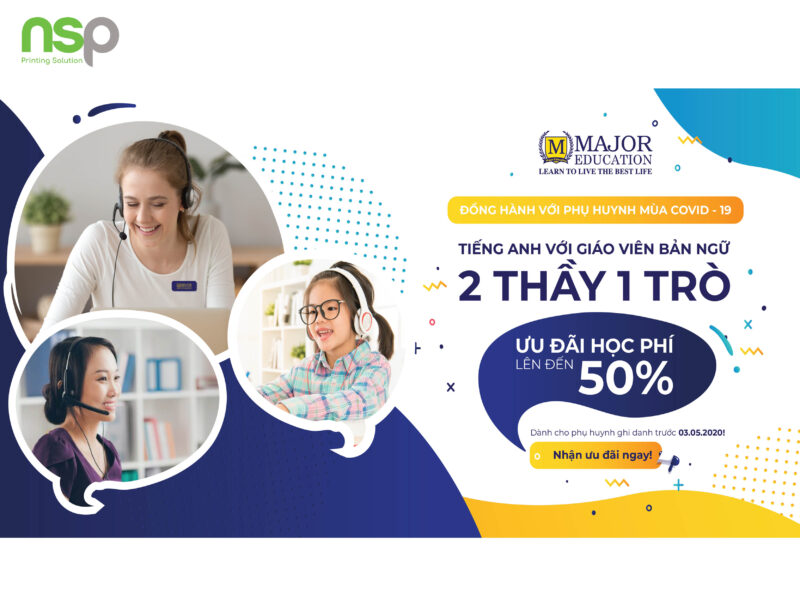 nsp
Printing Solution
M
MAJOR
EDUCATION
LEARN TO LIVE THE BEST LIFE
ĐỒNG HÀNH VỚI PHỤ HUYNH MÙA COVID - 19
TIẾNG ANH VỚI GIÁO VIÊN BẢN NGỮ
2 THẦY 1 TRÒ
ƯU ĐÃI HỌC PHÍ
LÊN ĐẾN 50%
Dành cho phụ huynh ghi danh trước 03.05.2020!
Nhận ưu đãi ngay!